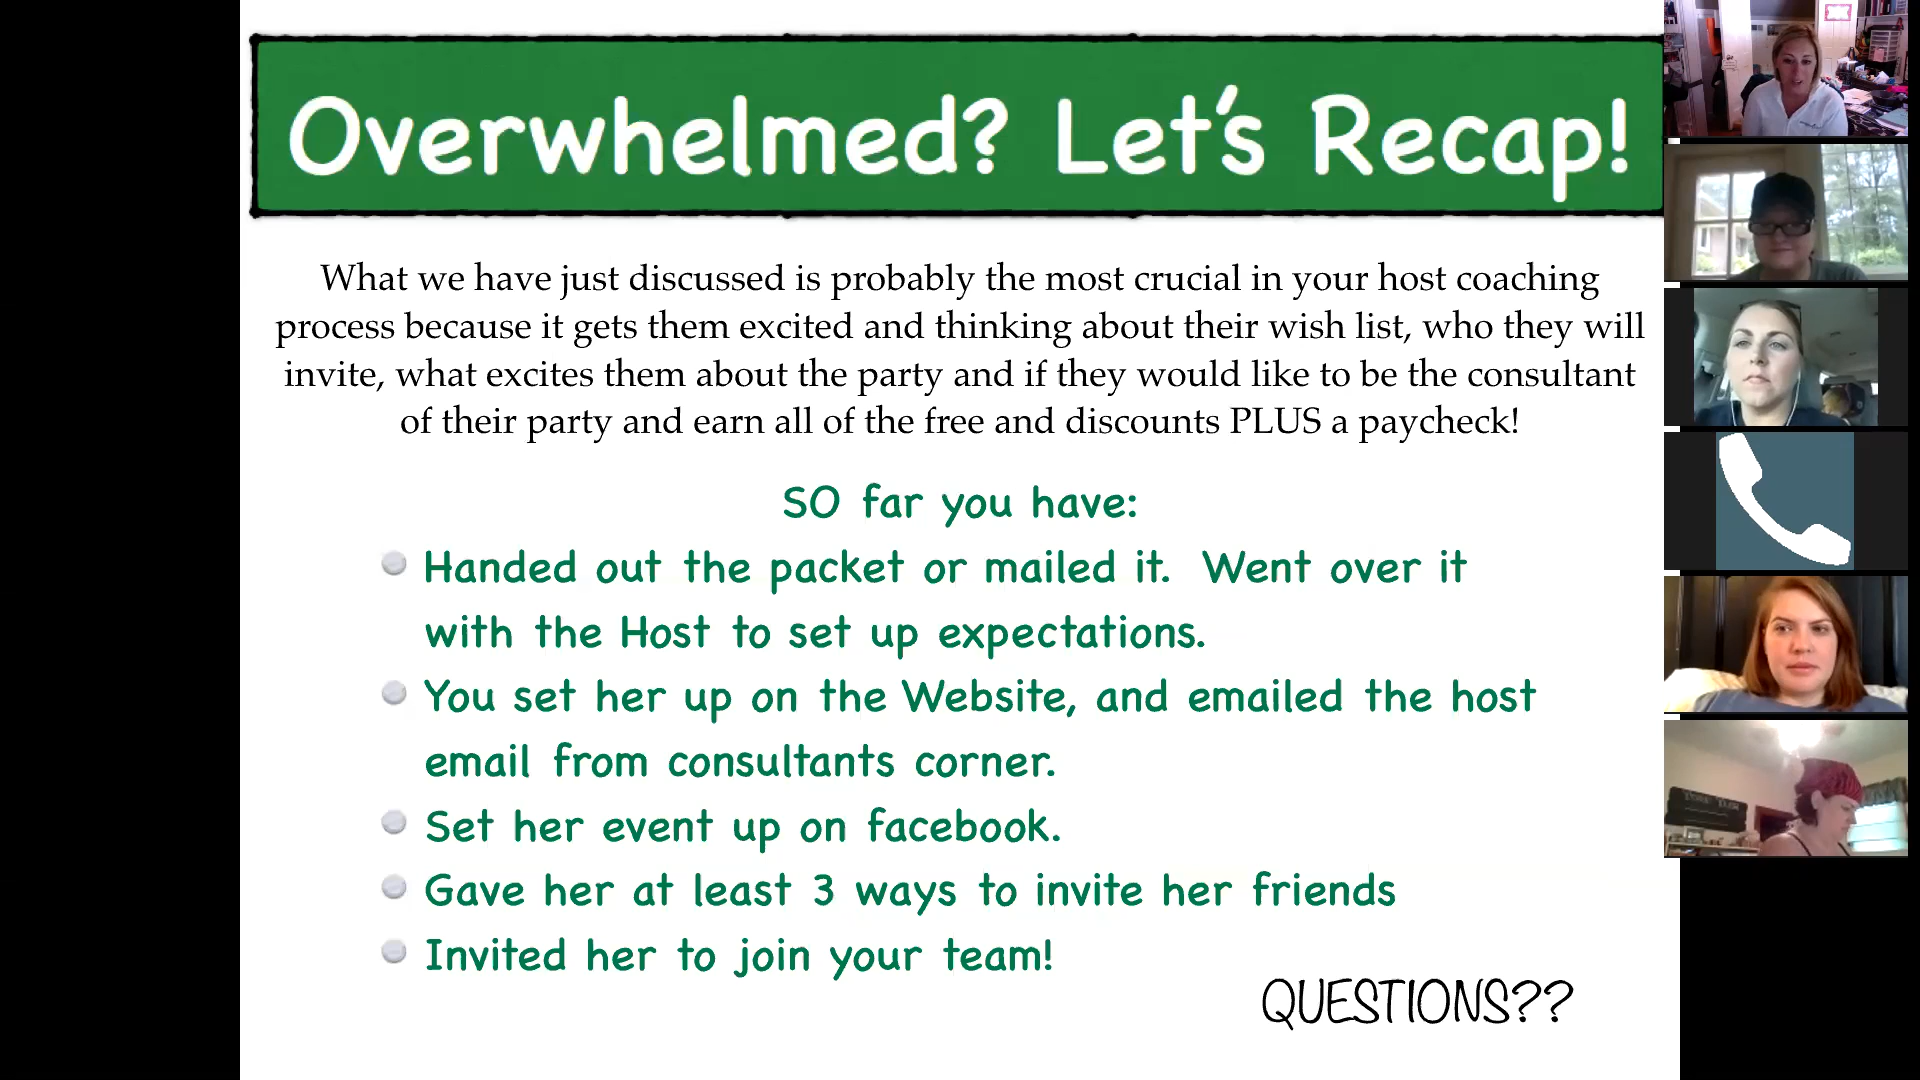 Overwhelmed? Let's Recap!
What we have just discussed is probably the most crucial in your host coaching
process because it gets them excited and thinking about their wish list, who they will
invite, what excites them about the party and if they would like to be the consultant
of their party and earn all of the free and discounts PLUS a paycheck!
SO far you have:
Handed out the packet or mailed it.  Went over it
with the Host to set up expectations.
You set her up on the Website, and emailed the host
email from consultants corner.
Set her event up on facebook.
Gave her at least 3 ways to invite her friends
Invited her to join your team!
QUESTIONS??